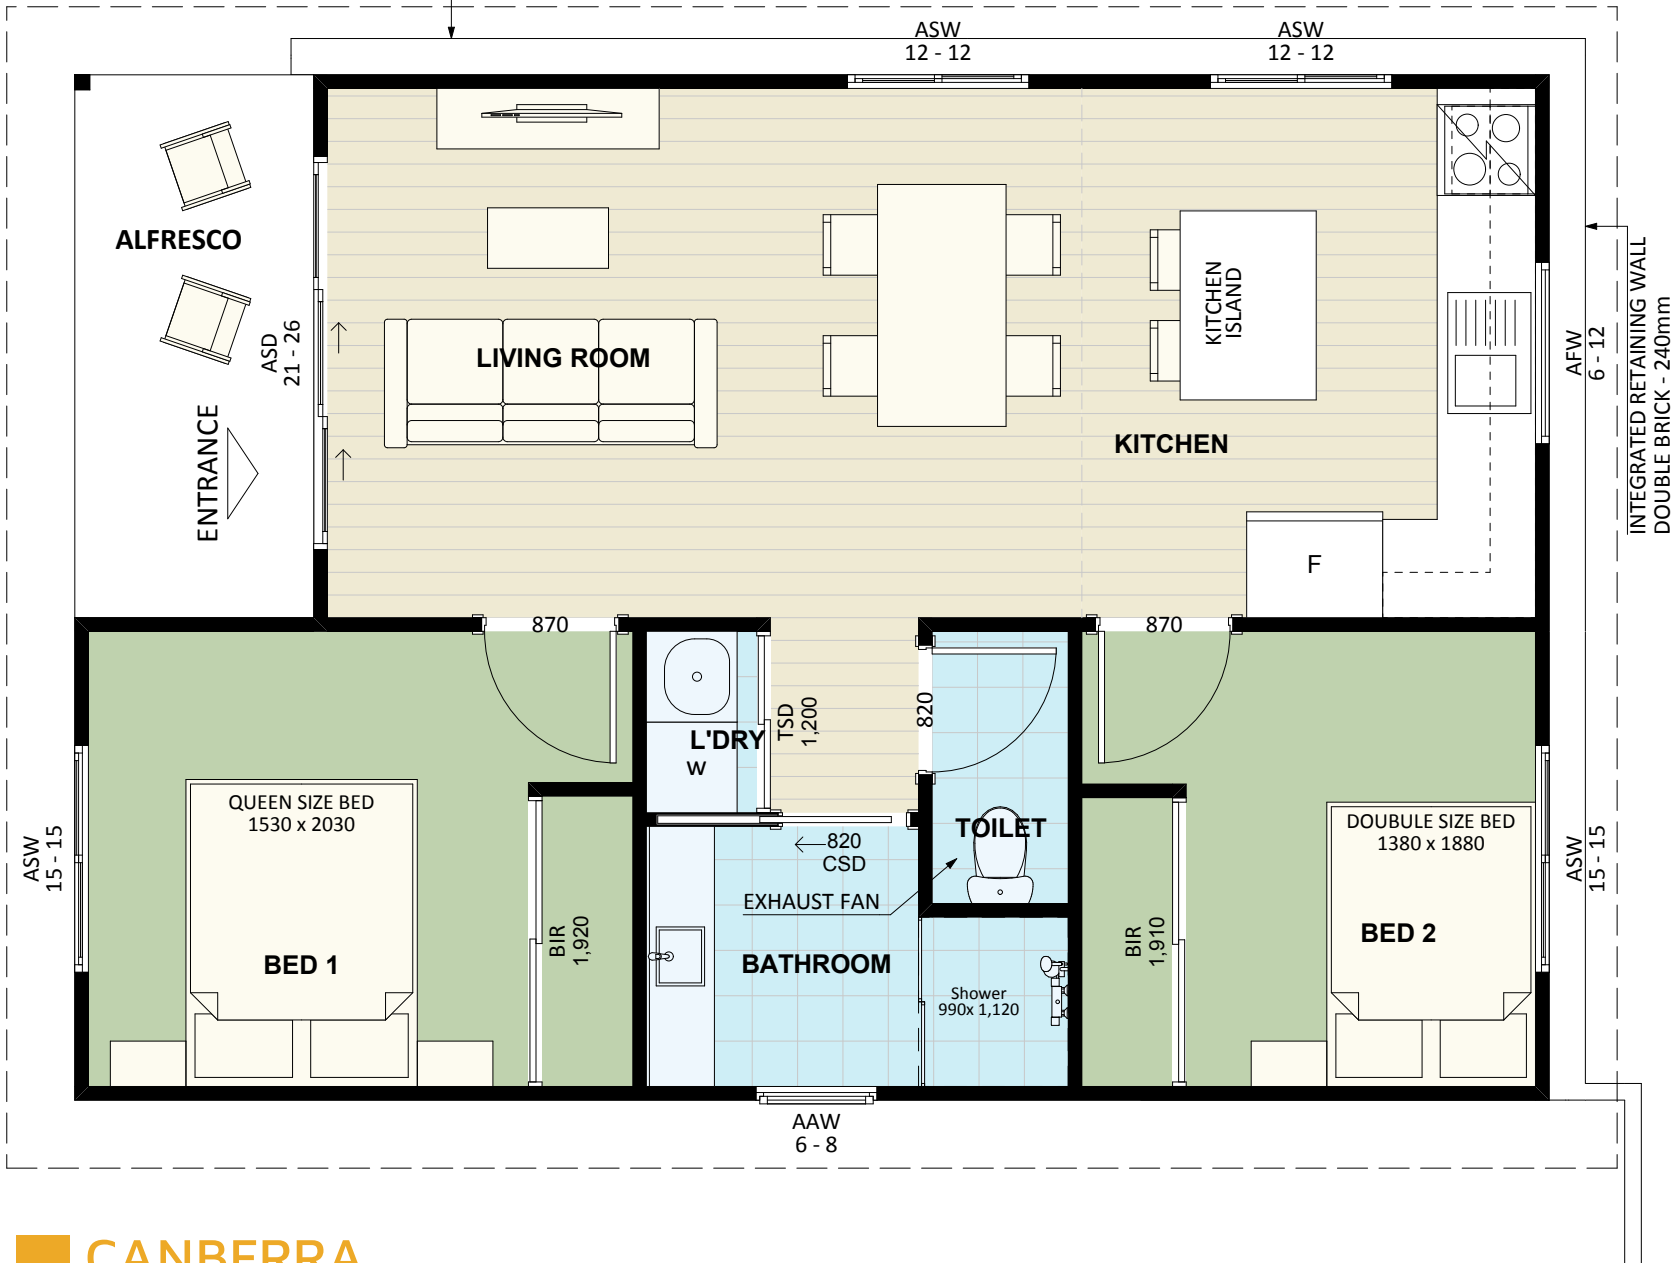 ASW
12 - 12
ASW
12 - 12
ALFRESCO
ASD
21 - 26
ENTRANCE
LIVING ROOM
KITCHEN
ISLAND
KITCHEN
F
AFW
6 - 12
INTEGRATED RETAINING WALL
DOUBLE BRICK - 240mm
870
870
L'DRY
W
TSD
1,200
820
TOILET
820
CSD
EXHAUST FAN
BATHROOM
Shower
990x 1,120
QUEEN SIZE BED
1530 x 2030
BED 1
BIR
1,920
ASW
15 - 15
BIR
1,910
DOUBULE SIZE BED
1380 x 1880
BED 2
ASW
15 - 15
AAW
6 - 8
CANBERRA